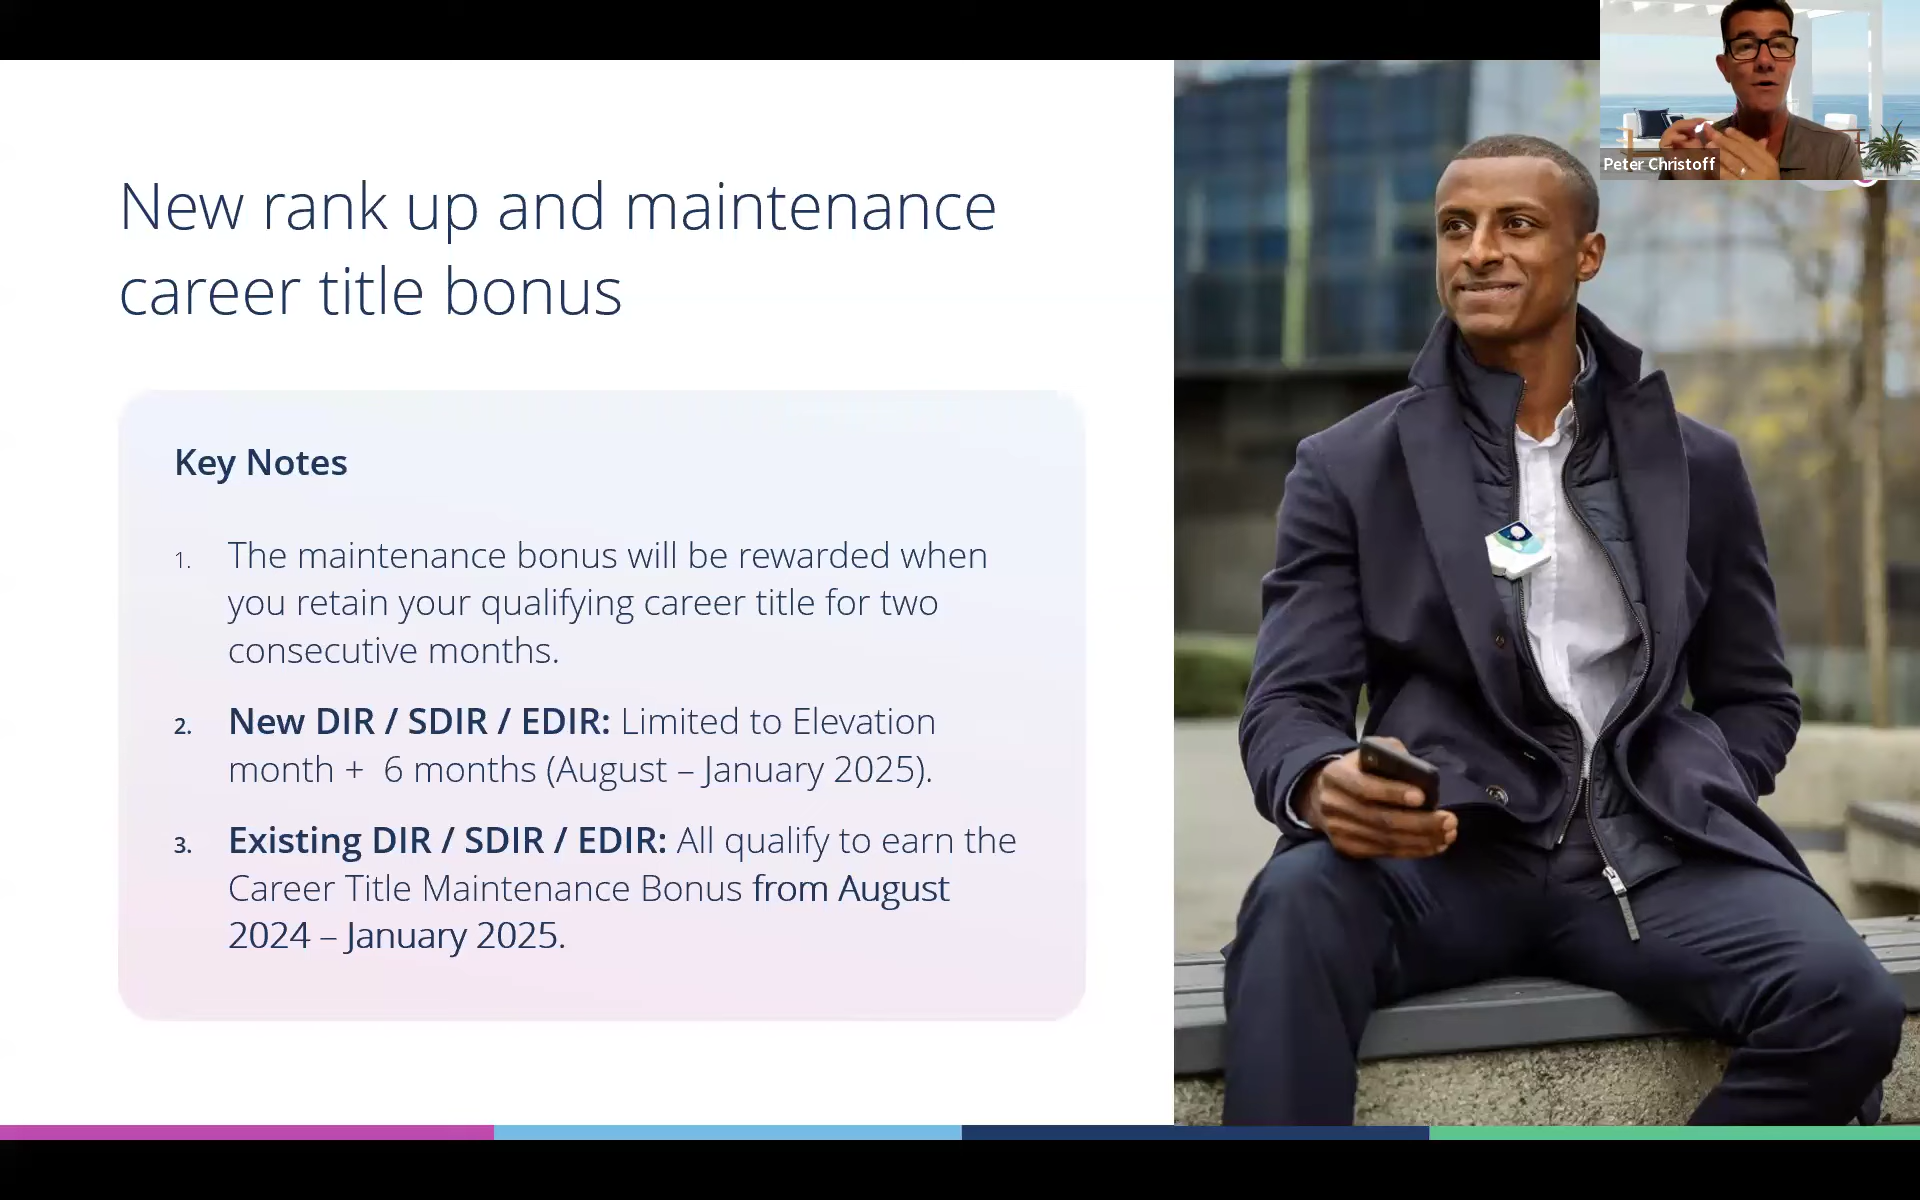 Peter Christoff
New rank up and maintenance
career title bonus
Key Notes
1. The maintenance bonus will be rewarded when
you retain your qualifying career title for two
consecutive months.
2. New DIR / SDIR / EDIR: Limited to Elevation
month +  6 months (August – January 2025).
3. Existing DIR / SDIR / EDIR: All qualify to earn the
Career Title Maintenance Bonus from August
2024 – January 2025.